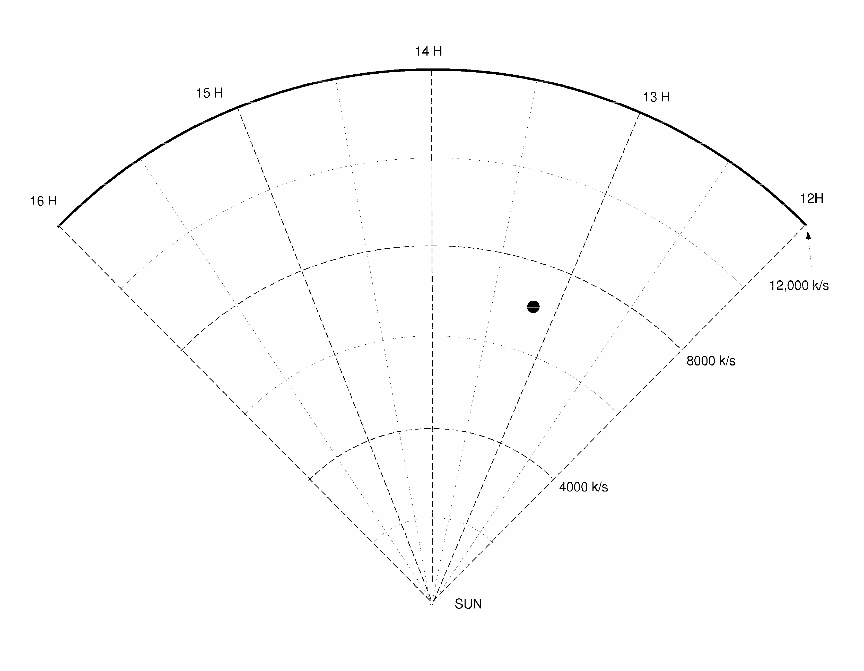 14 H
15 H
13 H
16 H
12H
12,000 k/s
8000 k/s
4000 k/s
SUN